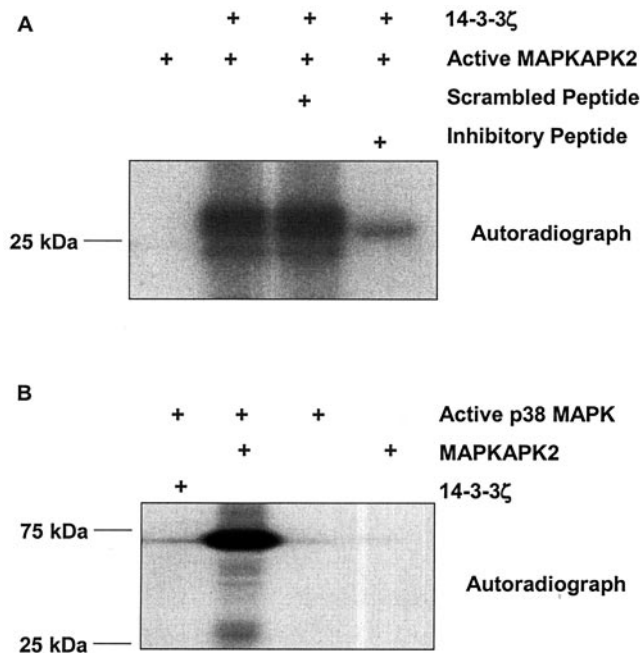 A
+ + + 14-3-3ζ
+ + + + Active MAPKAPK2
+ Scrambled Peptide
+ Inhibitory Peptide
25 kDa
Autoradiograph
B
+ + + Active p38 MAPK
+ + MAPKAPK2
+ 14-3-3ζ
75 kDa
Autoradiograph
25 kDa